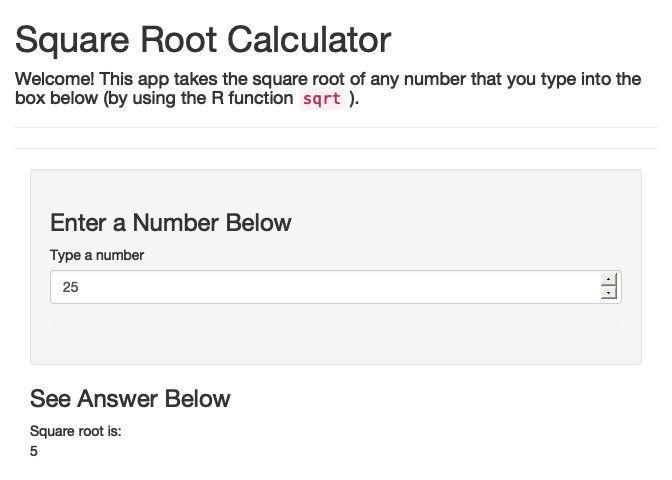 Square Root Calculator
Welcome! This app takes the square root of any number that you type into the
box below (by using the R function sqrt ).
Enter a Number Below
Type a number
25
See Answer Below
Square root is:
5